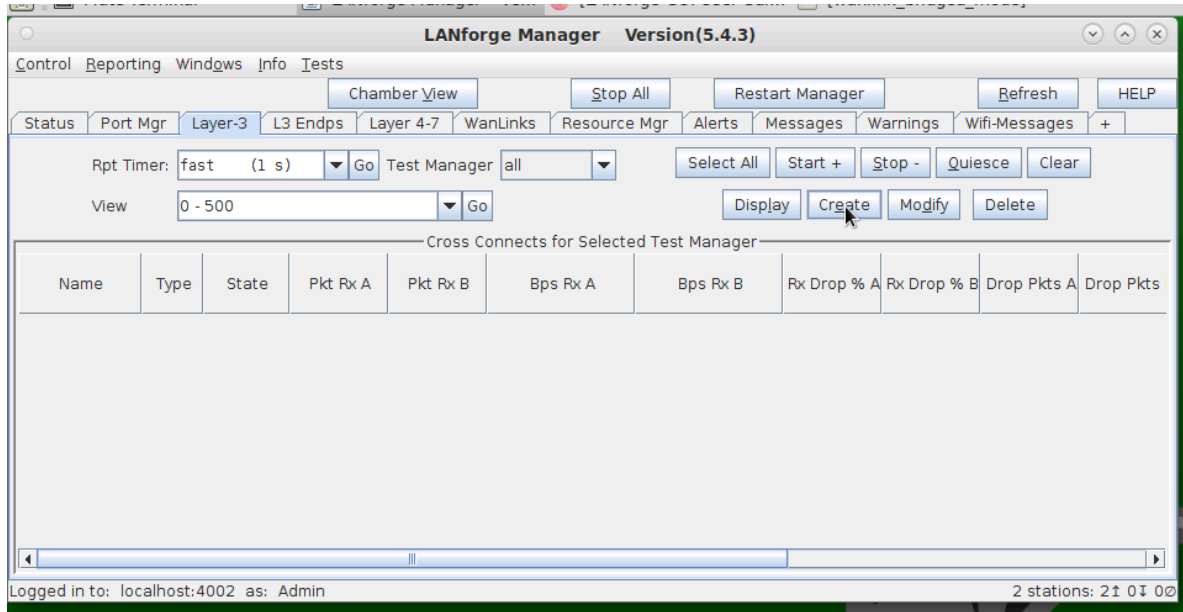 LANforge Manager Version(5.4.3)
Control Reporting Windows Info Tests
Chamber View Stop All Restart Manager Refresh HELP
Status Port Mgr Layer-3 L3 Endps Layer 4-7 WanLinks Resource Mgr Alerts Messages Warnings Wifi-Messages +
Rpt Timer: fast (1 s) Go Test Manager all Select All Start + Stop - Quiesce Clear
View 0 - 500 Go Display Create Modify Delete
Cross Connects for Selected Test Manager
Name Type State Pkt Rx A Pkt Rx B Bps Rx A Bps Rx B Rx Drop % A Rx Drop % B Drop Pkts A Drop Pkts
Logged in to: localhost:4002 as: Admin 2 stations: 2↑ 0↧ 0∅